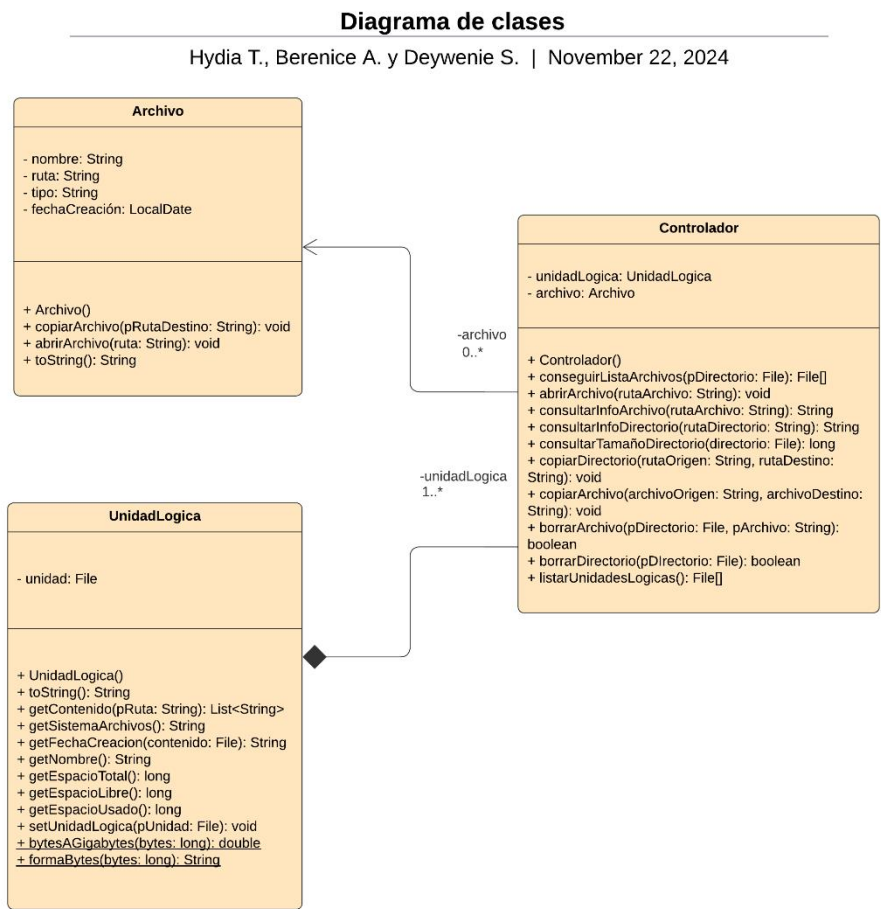 Diagrama de clases
Hydia T., Berenice A. y Deywenie S. | November 22, 2024
Archivo
- nombre: String
- ruta: String
- tipo: String
- fechaCreación: LocalDate
+ Archivo()
+ copiarArchivo(pRutaDestino: String): void
+ abrirArchivo(ruta: String): void
+ toString(): String
-archivo
0..*
Controlador
- unidadLogica: UnidadLogica
- archivo: Archivo
+ Controlador()
+ conseguirListaArchivos(pDirectorio: File): File[]
+ abrirArchivo(rutaArchivo: String): void
+ consultarInfoArchivo(rutaArchivo: String): String
+ consultarInfoDirectorio(rutaDirectorio: String): String
+ consultarTamañoDirectorio(directorio: File): long
+ copiarDirectorio(rutaOrigen: String, rutaDestino:
String): void
+ copiarArchivo(archivoOrigen: String, archivoDestino:
String): void
+ borrarArchivo(pDirectorio: File, pArchivo: String):
boolean
+ borrarDirectorio(pDIrectorio: File): boolean
+ listarUnidadesLogicas(): File[]
-unidadLogica
1..*
UnidadLogica
- unidad: File
+ UnidadLogica()
+ toString(): String
+ getContenido(pRuta: String): List<String>
+ getSistemaArchivos(): String
+ getFechaCreacion(contenido: File): String
+ getNombre(): String
+ getEspacioTotal(): long
+ getEspacioLibre(): long
+ getEspacioUsado(): long
+ setUnidadLogica(pUnidad: File): void
+ bytesAGigabytes(bytes: long): double
+ formaBytes(bytes: long): String